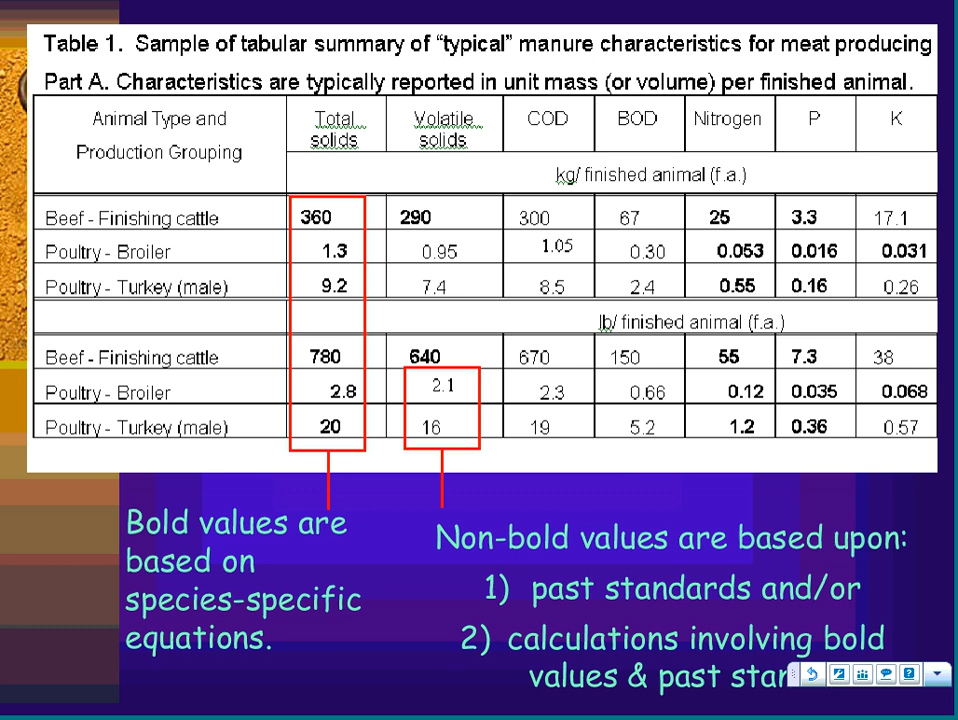 Table 1. Sample of tabular summary of “typical” manure characteristics for meat producing
Part A. Characteristics are typically reported in unit mass (or volume) per finished animal.
Animal Type and Production Grouping Total solids Volatile solids COD BOD Nitrogen P K
kg/ finished animal (f.a.)
Beef - Finishing cattle 360 290 300 67 25 3.3 17.1
Poultry - Broiler 1.3 0.95 1.05 0.30 0.053 0.016 0.031
Poultry - Turkey (male) 9.2 7.4 8.5 2.4 0.55 0.16 0.26
lb/ finished animal (f.a.)
Beef - Finishing cattle 780 640 670 150 55 7.3 38
Poultry - Broiler 2.8 2.1 2.3 0.66 0.12 0.035 0.068
Poultry - Turkey (male) 20 16 19 5.2 1.2 0.36 0.57
Bold values are
based on
species-specific
equations.
Non-bold values are based upon:
1) past standards and/or
2) calculations involving bold
values & past